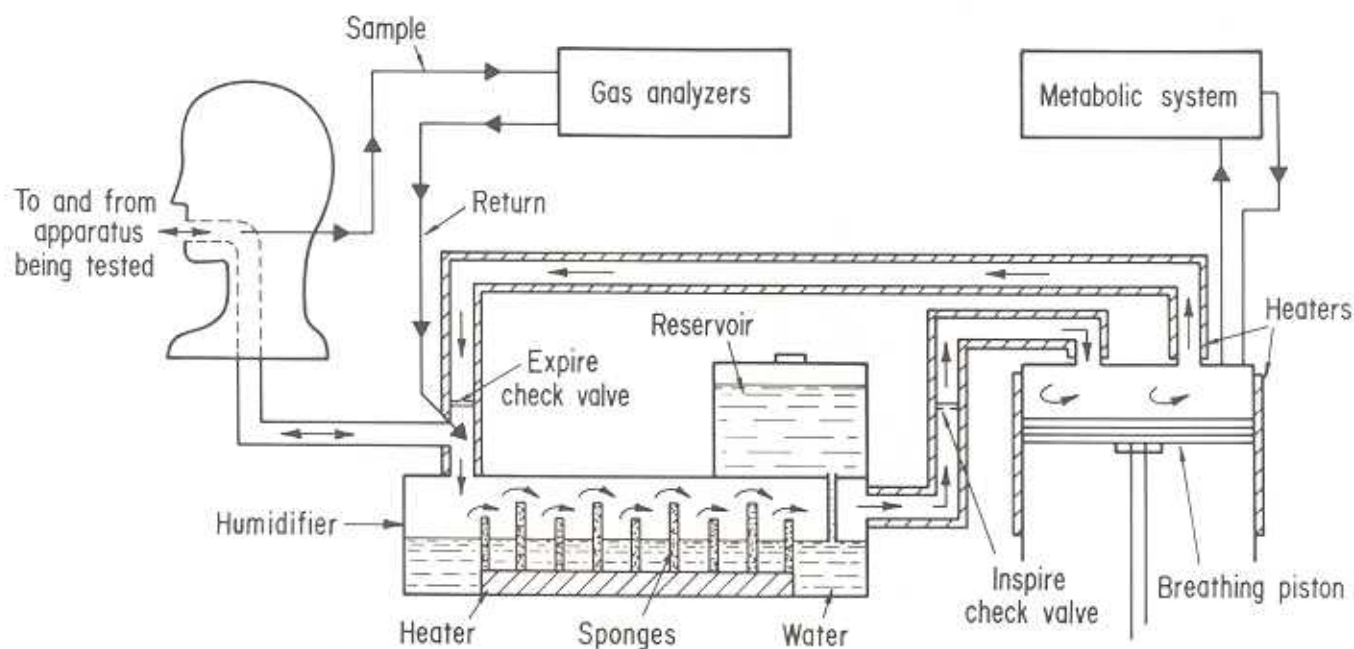 Sample
Gas analyzers
Metabolic system
To and from
apparatus
being tested
Return
Reservoir
Heaters
Expire
check valve
Humidifier
Inspire
check valve
Breathing piston
Heater
Sponges
Water